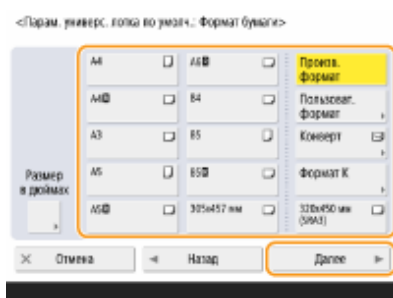 <Парам. универс. лотка по умолч.: Формат бумаги>
A4
A6R
Произв. формат
A4R
B4
Пользоват. формат
A3
B5
Конверт
A5
B5R
Формат K
Размер в дюймах
A5R
305x457 мм
320x450 мм (SRA3)
× Отмена
◄ Назад
Далее ►